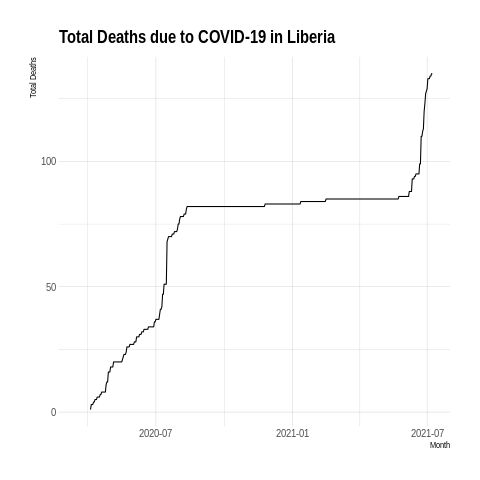 Total Deaths due to COVID-19 in Liberia
Total Deaths
100
50
0
2020-07
2021-01
2021-07
Month